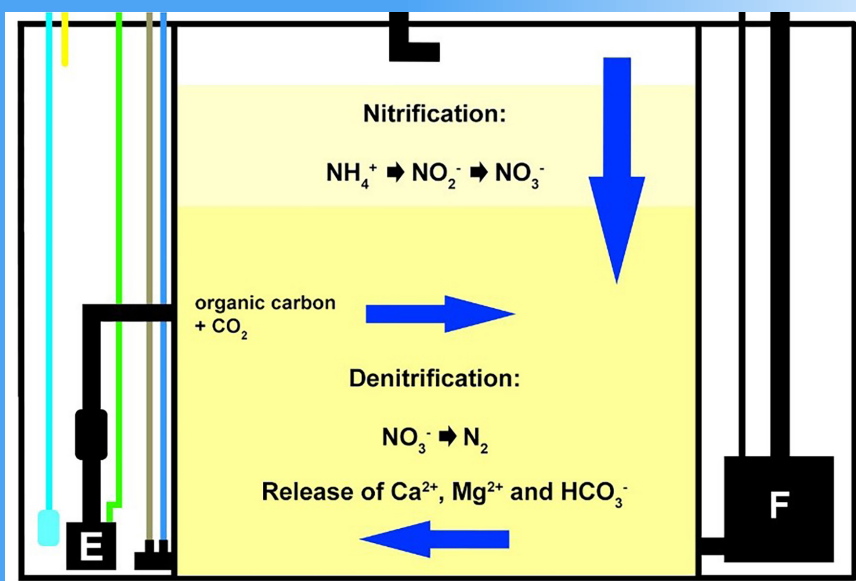 Nitrification:
NH₄⁺ 🡆 NO₂⁻ 🡆 NO₃⁻
organic carbon
+ CO₂
Denitrification:
NO₃⁻ 🡆 N₂
Release of Ca²⁺, Mg²⁺ and HCO₃⁻
E
F